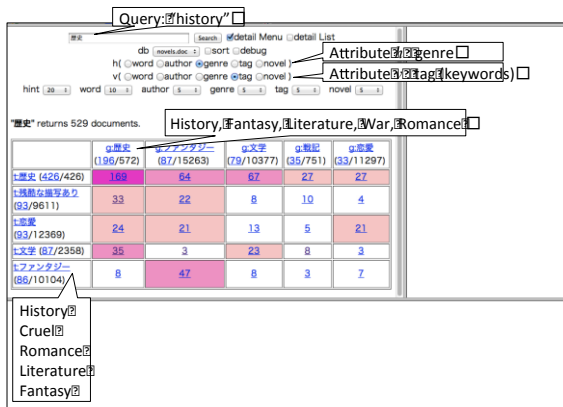 Query: "history"
歴史 Search detail Menu detail List
db novels.doc sort debug
h( word author genre tag novel )
Attribute h: genre
v( word author genre tag novel )
Attribute v: tag (keywords)
hint 20 word 10 author 5 genre 5 tag 5 novel 5
"歴史" returns 529 documents.
History, Fantasy, Literature, War, Romance
g:歴史 (196/572) g:ファンタジー (87/15263) g:文学 (79/10377) g:戦記 (35/751) g:恋愛 (33/11297)
t:歴史 (426/426) 169 64 67 27 27
t:残酷な描写あり (93/9611) 33 22 8 10 4
t:恋愛 (93/12369) 24 21 13 5 21
t:文学 (87/2358) 35 3 23 8 3
t:ファンタジー (86/10104) 8 47 8 3 7
History
Cruel
Romance
Literature
Fantasy